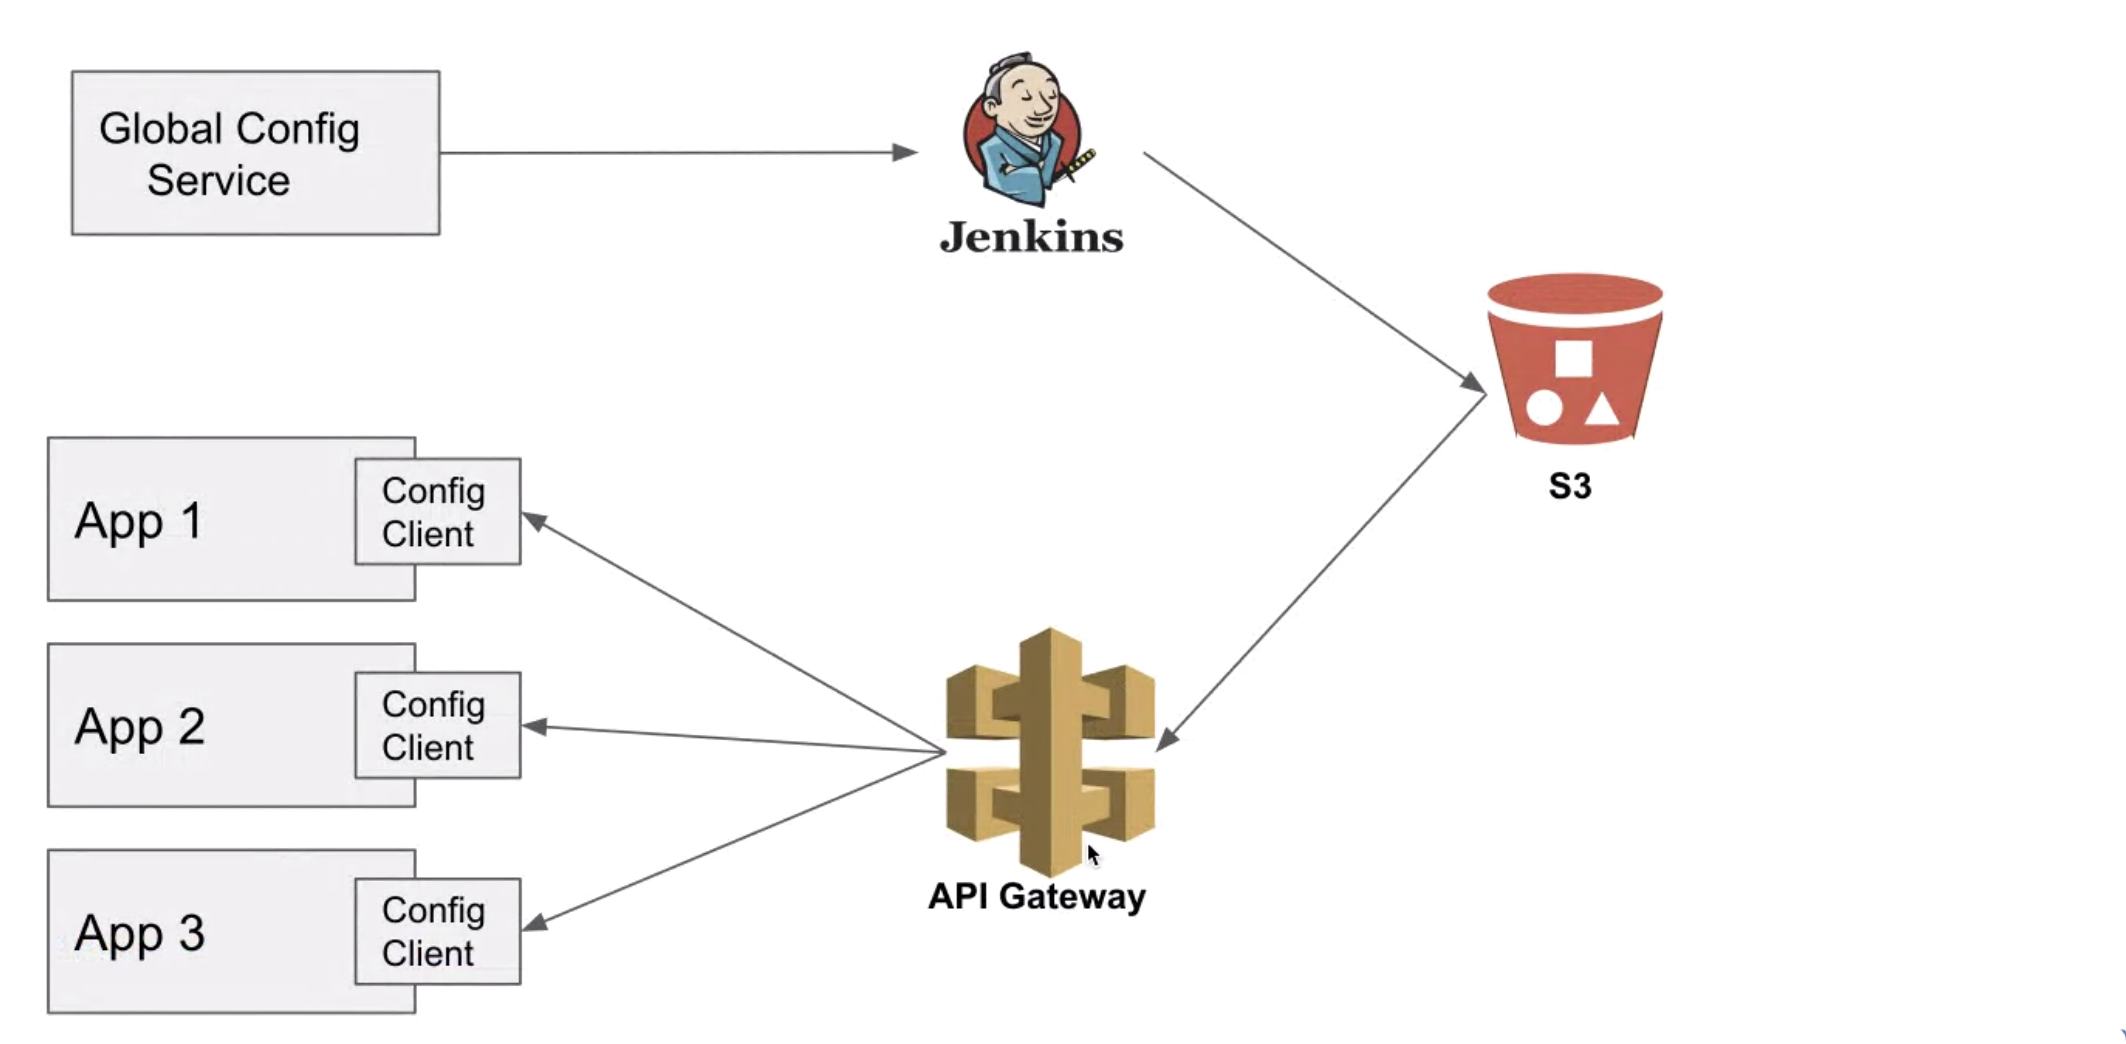 Global Config
Service
Jenkins
S3
App 1
Config
Client
App 2
Config
Client
App 3
Config
Client
API Gateway